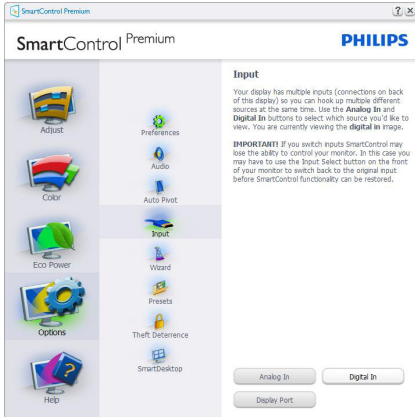 SmartControl Premium
SmartControl Premium
PHILIPS
Adjust
Color
Eco Power
Options
Help
Preferences
Audio
Auto Pivot
Input
Wizard
Presets
Theft Deterrence
SmartDesktop
Input
Your display has multiple inputs (connections on back
of this display) so you can hook up multiple different
sources at the same time. Use the Analog In and
Digital In buttons to select which source you'd like to
view. You are currently viewing the digital in image.
IMPORTANT! If you switch inputs SmartControl may
lose the ability to control your monitor. In this case you
may have to use the Input Select button on the front
of your monitor to switch back to the original input
before SmartControl functionality can be restored.
Analog In
Digital In
Display Port